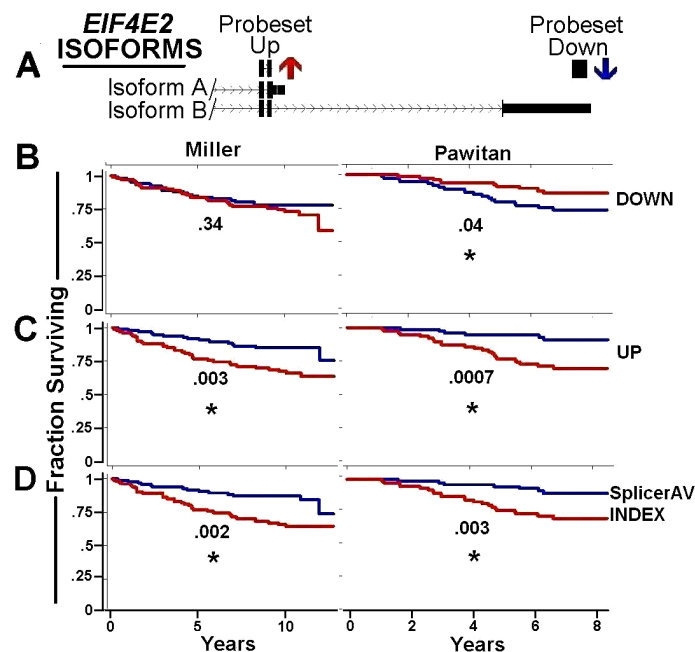 EIF4E2
ISOFORMS
Probeset
Up
Probeset
Down
A
Isoform A
Isoform B
B
Miller
Pawitan
1
.75
.5
.25
0
.34
.04
*
DOWN
C
1
.75
.5
.25
0
.003
*
.0007
*
UP
D
1
.75
.5
.25
0
.002
*
.003
*
SplicerAV
INDEX
Fraction Surviving
0 5 10
0 2 4 6 8
Years
Years